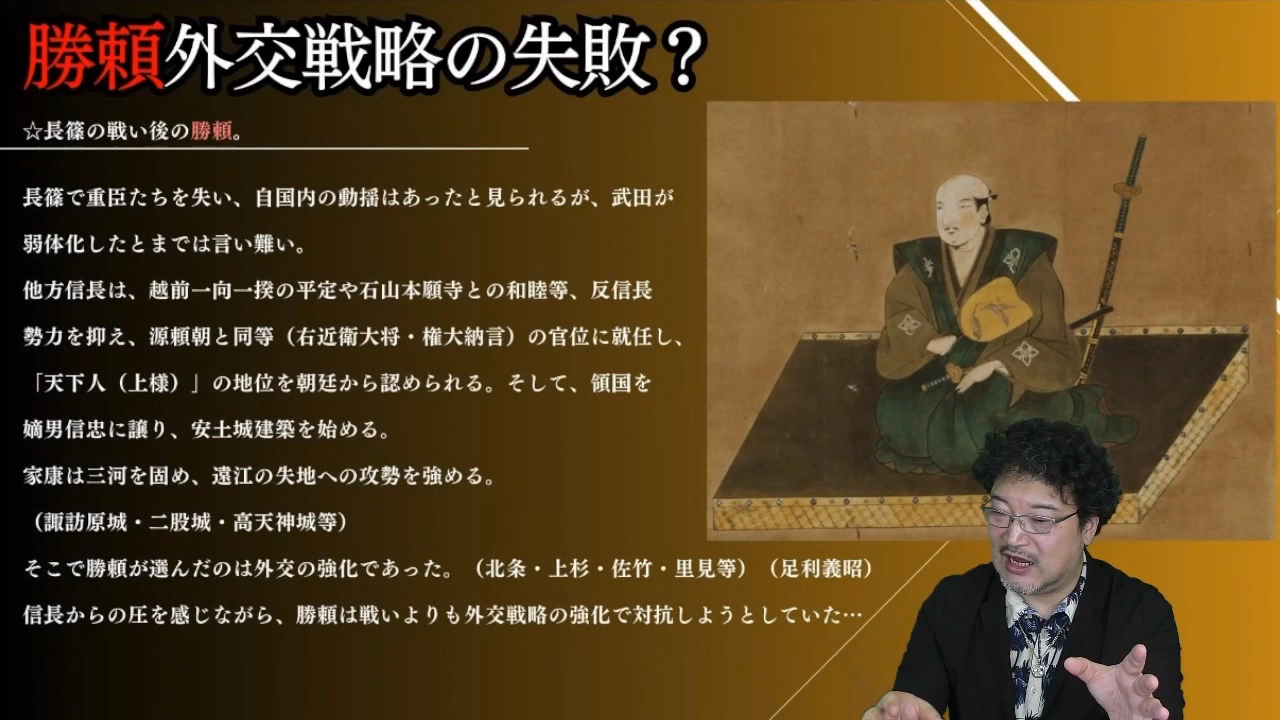 勝頼外交戦略の失敗？
☆長篠の戦い後の勝頼。
長篠で重臣たちを失い、自国内の動揺はあったと見られるが、武田が
弱体化したとまでは言い難い。
他方信長は、越前一向一揆の平定や石山本願寺との和睦等、反信長
勢力を抑え、源頼朝と同等（右近衛大将・権大納言）の官位に就任し、
「天下人（上様）」の地位を朝廷から認められる。そして、領国を
嫡男信忠に譲り、安土城建築を始める。
家康は三河を固め、遠江の失地への攻勢を強める。
（諏訪原城・二股城・高天神城等）
そこで勝頼が選んだのは外交の強化であった。（北条・上杉・佐竹・里見等）（足利義昭）
信長からの圧を感じながら、勝頼は戦いよりも外交戦略の強化で対抗しようとしていた…